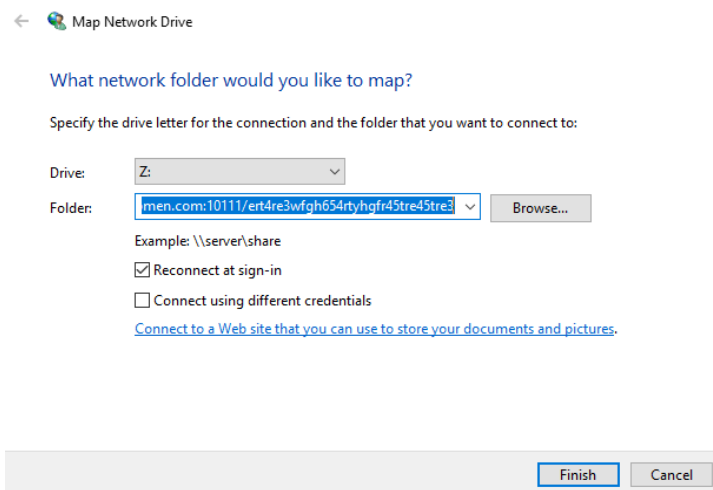 Map Network Drive
What network folder would you like to map?
Specify the drive letter for the connection and the folder that you want to connect to:
Drive: Z:
Folder: men.com:10111/ert4re3wfgh654rtyhgfr45tre45tre3 Browse...
Example: \\server\share
Reconnect at sign-in
Connect using different credentials
Connect to a Web site that you can use to store your documents and pictures.
Finish Cancel